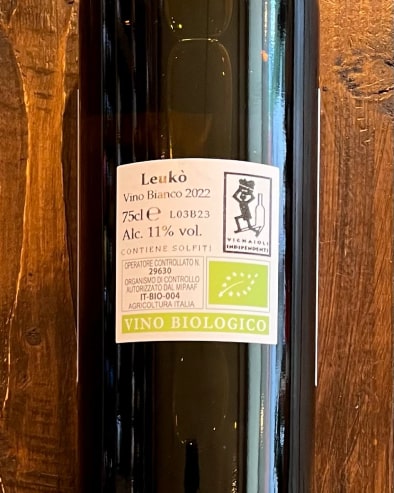 Leukò
Vino Bianco 2022
75cl e L03B23
Alc. 11% vol.
CONTIENE SOLFITI
VIGNAIOLI
INDIPENDENTI
OPERATORE CONTROLLATO N.
29630
ORGANISMO DI CONTROLLO
AUTORIZZATO DAL MIPAAF
IT-BIO-004
AGRICOLTURA ITALIA
VINO BIOLOGICO